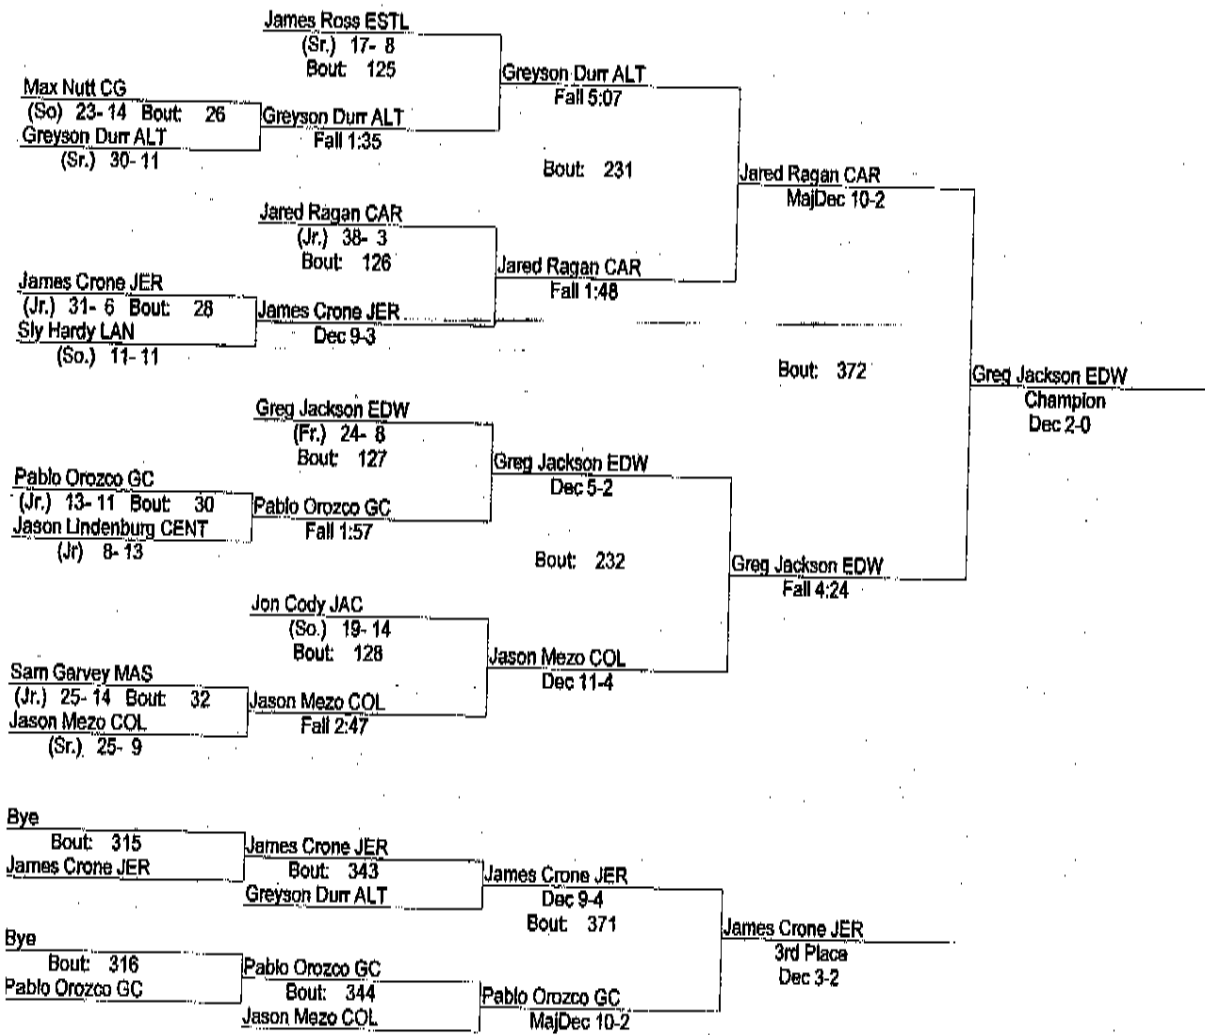 James Ross ESTL
(Sr.) 17- 8
Bout: 125
Greyson Durr ALT
Fall 5:07
Max Nutt CG
(So) 23- 14 Bout: 26
Greyson Durr ALT
Fall 1:35
Greyson Durr ALT
(Sr.) 30- 11
Bout: 231
Jared Ragan CAR
MajDec 10-2
Jared Ragan CAR
(Jr.) 38- 3
Bout: 126
Jared Ragan CAR
Fall 1:48
James Crone JER
(Jr.) 31- 6 Bout: 28
James Crone JER
Dec 9-3
Sly Hardy LAN
(So.) 11- 11
Bout: 372
Greg Jackson EDW
Champion
Dec 2-0
Greg Jackson EDW
(Fr.) 24- 8
Bout: 127
Greg Jackson EDW
Dec 5-2
Pablo Orozco GC
(Jr.) 13- 11 Bout: 30
Pablo Orozco GC
Fall 1:57
Jason Lindenburg CENT
(Jr) 8- 13
Bout: 232
Greg Jackson EDW
Fall 4:24
Jon Cody JAC
(So.) 19- 14
Bout: 128
Jason Mezo COL
Dec 11-4
Sam Garvey MAS
(Jr.) 25- 14 Bout: 32
Jason Mezo COL
Fall 2:47
Jason Mezo COL
(Sr.) 25- 9
Bye
Bout: 315
James Crone JER
James Crone JER
Bout: 343
Greyson Durr ALT
James Crone JER
Dec 9-4
Bout: 371
James Crone JER
3rd Place
Dec 3-2
Bye
Bout: 316
Pablo Orozco GC
Pablo Orozco GC
Bout: 344
Jason Mezo COL
Pablo Orozco GC
MajDec 10-2